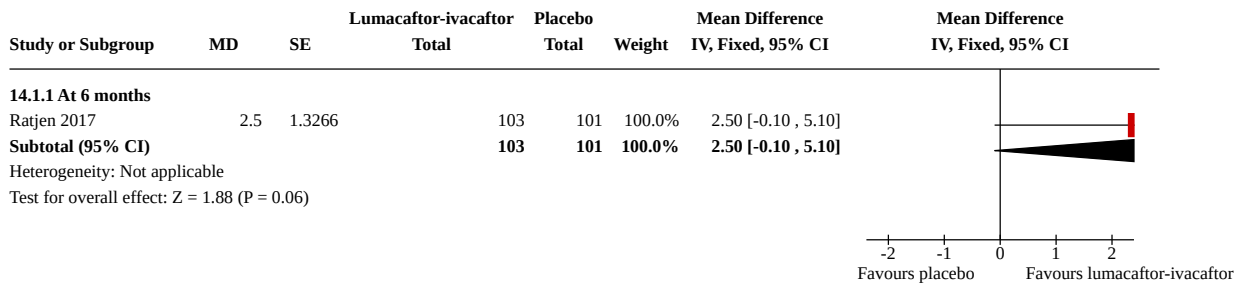 Lumacaftor-ivacaftor Placebo Mean Difference Mean Difference
Study or Subgroup MD SE Total Total Weight IV, Fixed, 95% CI IV, Fixed, 95% CI
14.1.1 At 6 months
Ratjen 2017 2.5 1.3266 103 101 100.0% 2.50 [-0.10 , 5.10]
Subtotal (95% CI) 103 101 100.0% 2.50 [-0.10 , 5.10]
Heterogeneity: Not applicable
Test for overall effect: Z = 1.88 (P = 0.06)
-2 -1 0 1 2
Favours placebo Favours lumacaftor-ivacaftor